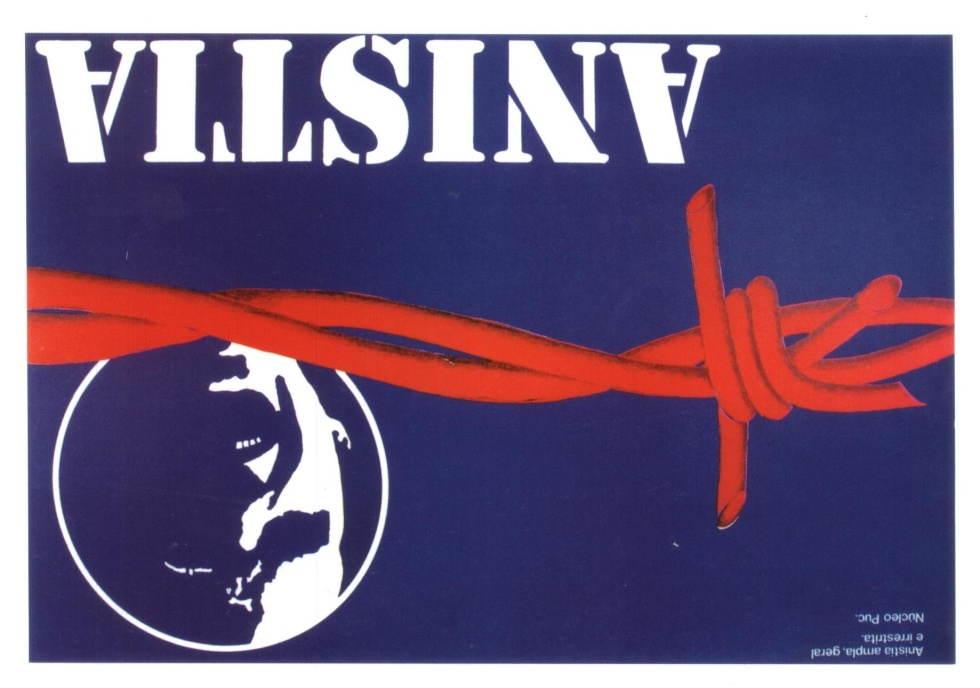 Anistia ampla, geral
e irrestrita.
Núcleo Puc.
ANISTIA